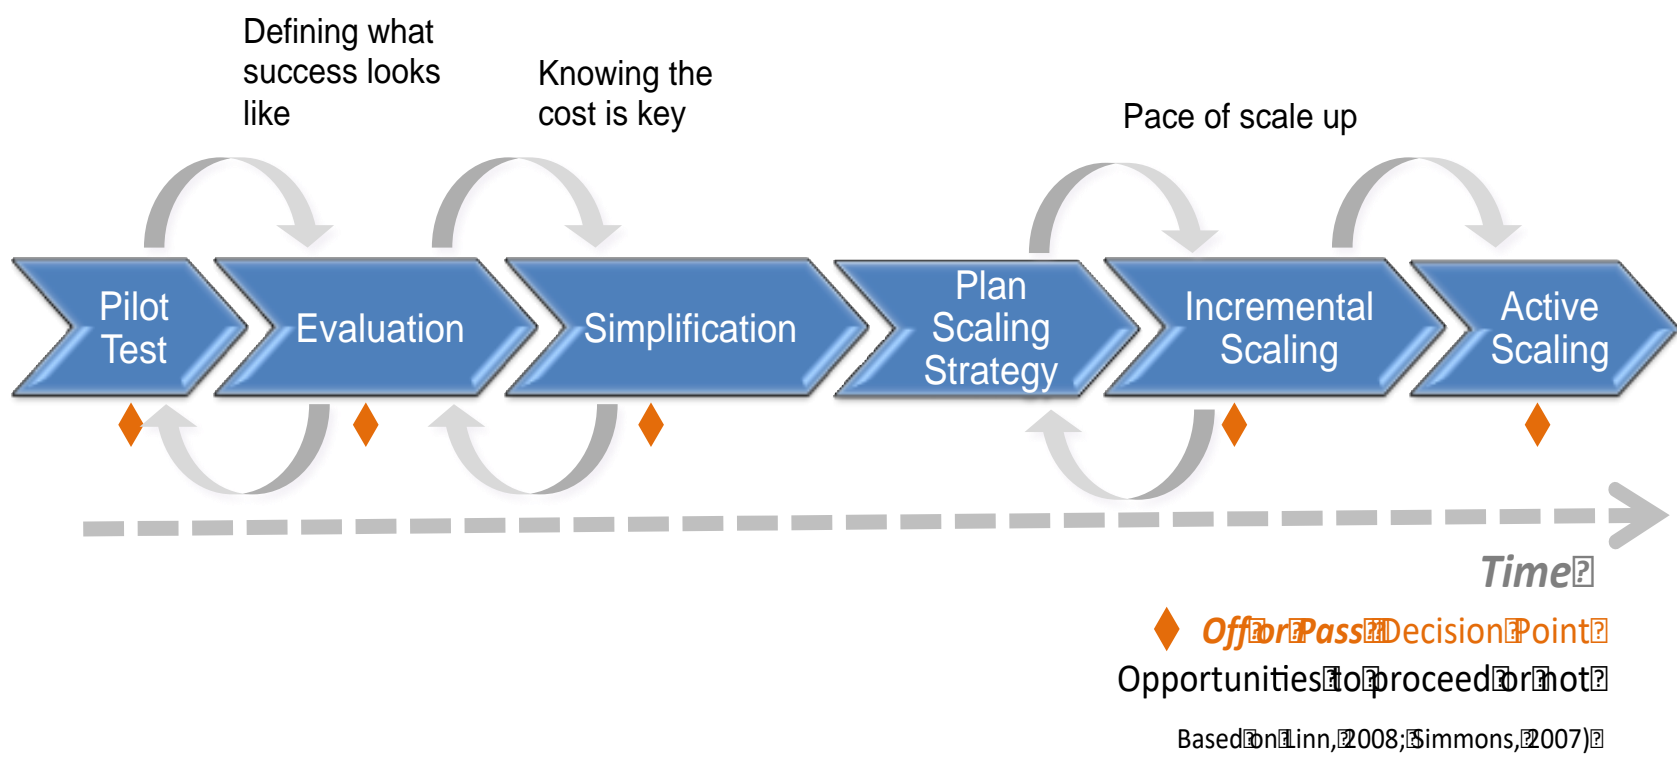 Defining what
success looks
like
Knowing the
cost is key
Pace of scale up
Pilot
Test
Evaluation
Simplification
Plan
Scaling
Strategy
Incremental
Scaling
Active
Scaling
Time
Off or Pass Decision Point
Opportunities to proceed or not
Based on Linn, 2008; Simmons, 2007)